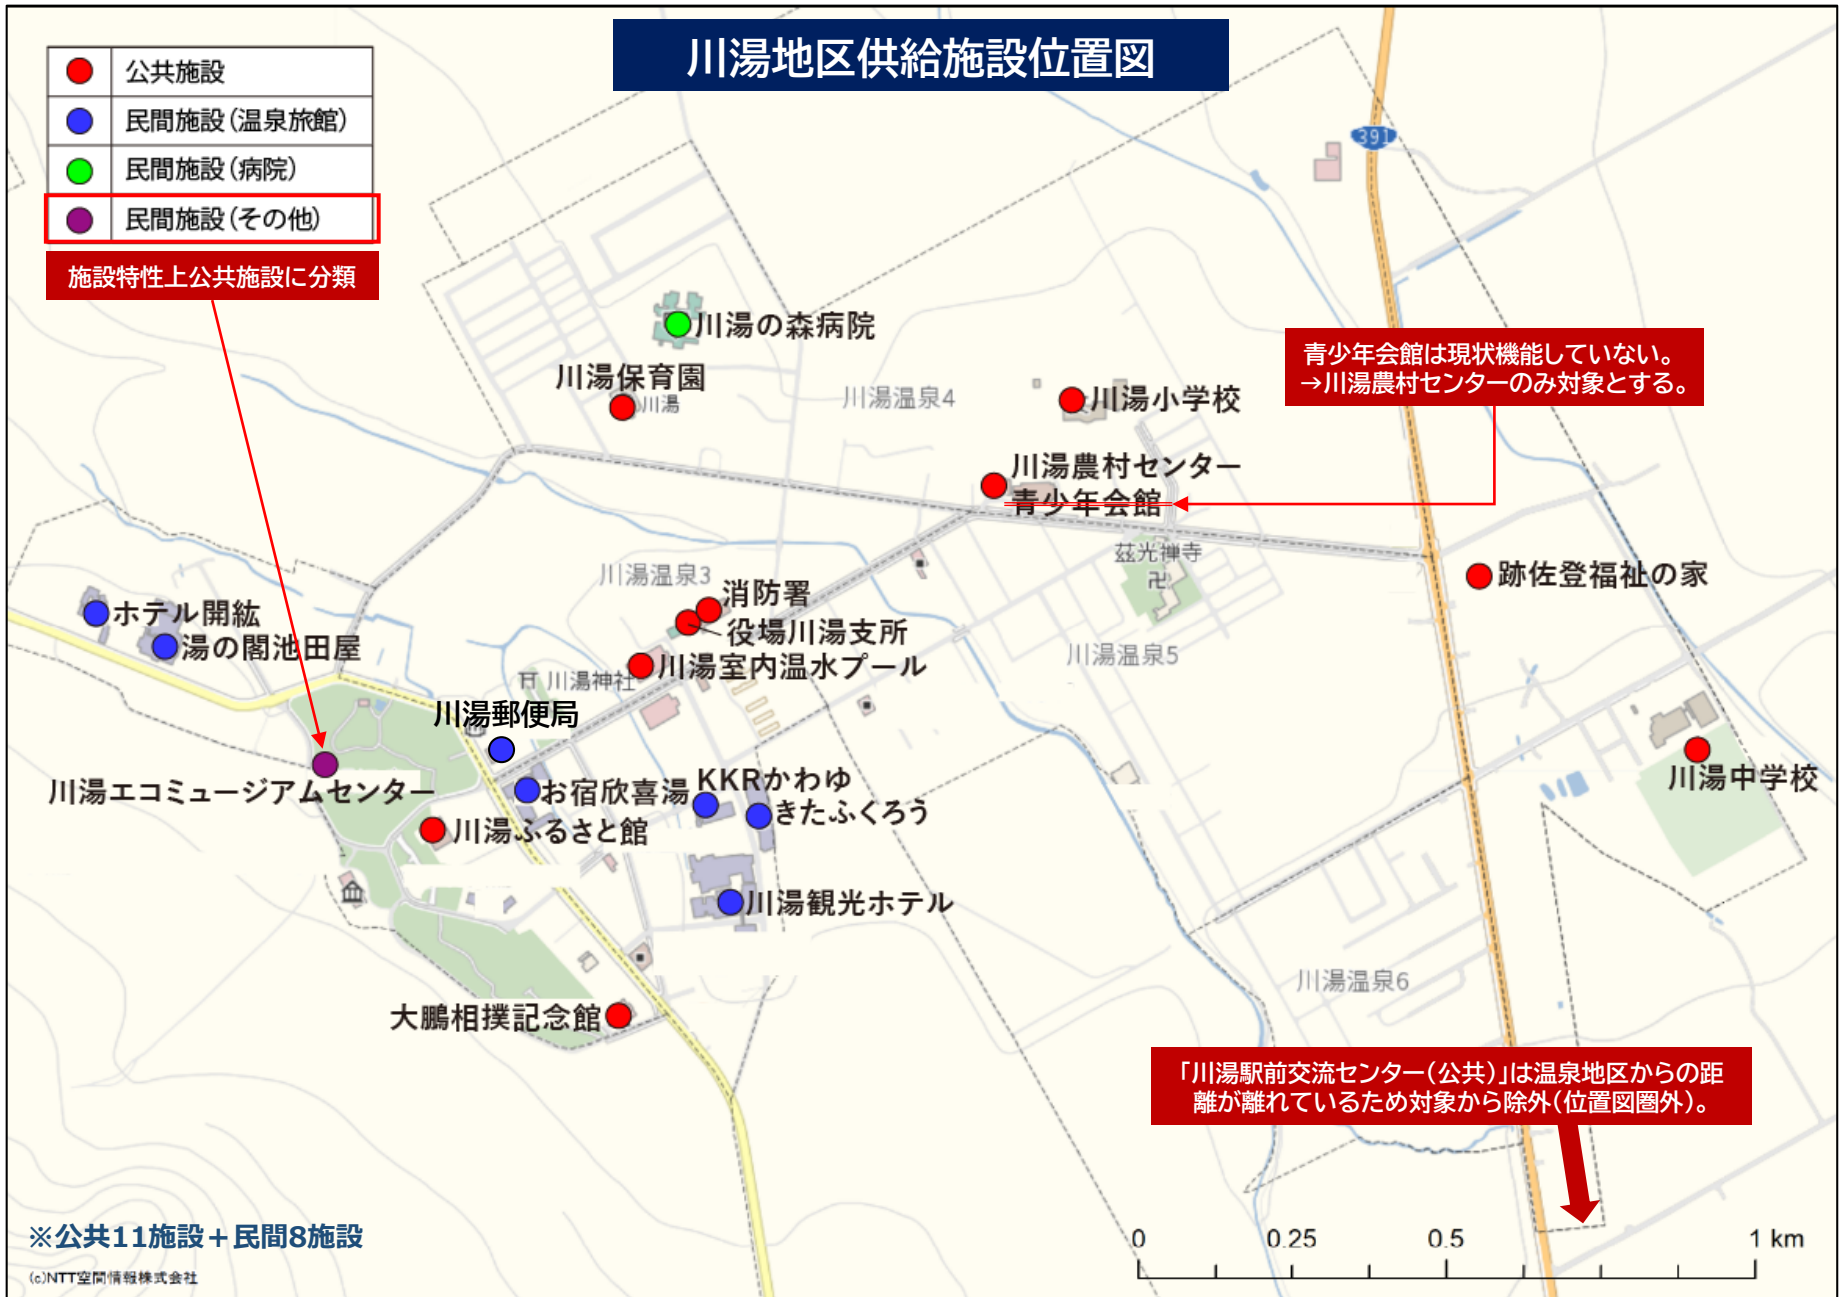 川湯地区供給施設位置図
公共施設
民間施設(温泉旅館)
民間施設(病院)
民間施設(その他)
施設特性上公共施設に分類
391
川湯の森病院
川湯保育園
川湯
川湯温泉4
川湯小学校
青少年会館は現状機能していない。
→川湯農村センターのみ対象とする。
川湯農村センター
青少年会館
茲光禅寺
跡佐登福祉の家
川湯温泉3
消防署
役場川湯支所
川湯室内温水プール
川湯神社
川湯温泉5
ホテル開紘
湯の閣池田屋
川湯郵便局
川湯エコミュージアムセンター
お宿欣喜湯
KKRかわゆ
きたふくろう
川湯ふるさと館
川湯中学校
川湯観光ホテル
川湯温泉6
大鵬相撲記念館
「川湯駅前交流センター(公共)」は温泉地区からの距
離が離れているため対象から除外(位置図圏外)。
※公共11施設+民間8施設
0 0.25 0.5 1 km
(c)NTT空間情報株式会社